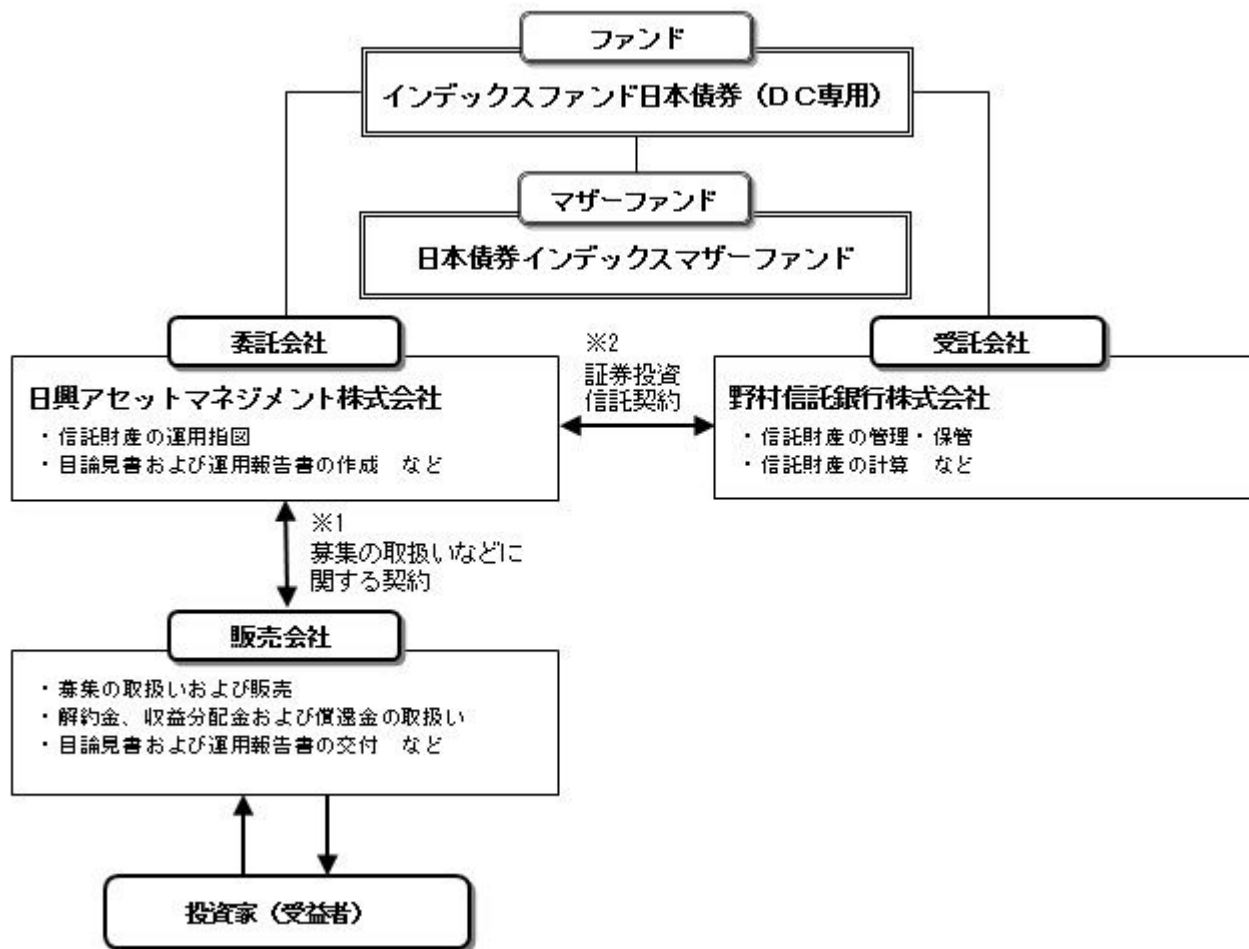 ファンド
インデックスファンド日本債券（ＤＣ専用）
マザーファンド
日本債券インデックスマザーファンド
委託会社
日興アセットマネジメント株式会社
・信託財産の運用指図
・目論見書および運用報告書の作成　など
※2
証券投資
信託契約
受託会社
野村信託銀行株式会社
・信託財産の管理・保管
・信託財産の計算　など
※1
募集の取扱いなどに
関する契約
販売会社
・募集の取扱いおよび販売
・解約金、収益分配金および償還金の取扱い
・目論見書および運用報告書の交付　など
投資家（受益者）